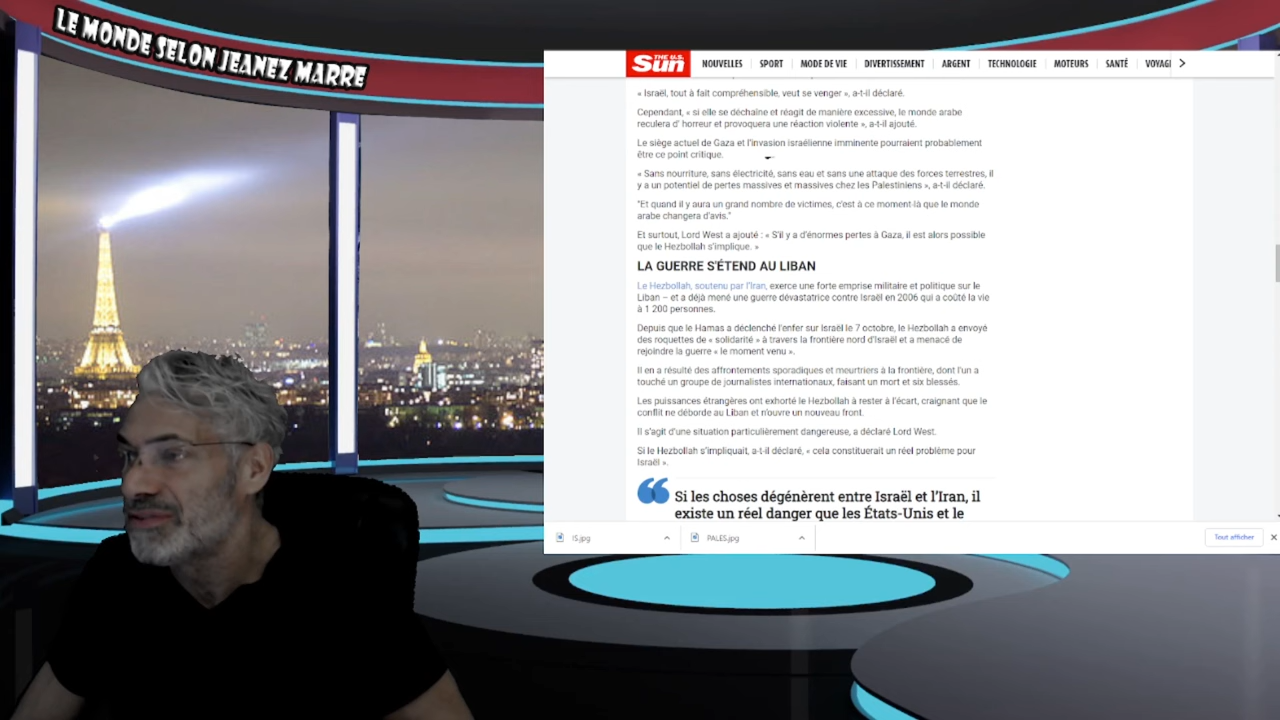 LE MONDE SELON JEANEZ MARRE
THE U.S. Sun
NOUVELLES SPORT MODE DE VIE DIVERTISSEMENT ARGENT TECHNOLOGIE MOTEURS SANTÉ VOYAGI
« Israël, tout à fait compréhensible, veut se venger », a-t-il déclaré.
Cependant, « si elle se déchaîne et réagit de manière excessive, le monde arabe
reculera d' horreur et provoquera une réaction violente », a-t-il ajouté.
Le siège actuel de Gaza et l'invasion israélienne imminente pourraient probablement
être ce point critique.
« Sans nourriture, sans électricité, sans eau et sans une attaque des forces terrestres, il
y a un potentiel de pertes massives et massives chez les Palestiniens », a-t-il déclaré.
"Et quand il y aura un grand nombre de victimes, c'est à ce moment-là que le monde
arabe changera d'avis."
Et surtout, Lord West a ajouté : « S'il y a d'énormes pertes à Gaza, il est alors possible
que le Hezbollah s'implique. »
LA GUERRE S'ÉTEND AU LIBAN
Le Hezbollah, soutenu par l'Iran, exerce une forte emprise militaire et politique sur le
Liban – et a déjà mené une guerre dévastatrice contre Israël en 2006 qui a coûté la vie
à 1 200 personnes.
Depuis que le Hamas a déclenché l'enfer sur Israël le 7 octobre, le Hezbollah a envoyé
des roquettes de « solidarité » à travers la frontière nord d'Israël et a menacé de
rejoindre la guerre « le moment venu ».
Il en a résulté des affrontements sporadiques et meurtriers à la frontière, dont l'un a
touché un groupe de journalistes internationaux, faisant un mort et six blessés.
Les puissances étrangères ont exhorté le Hezbollah à rester à l'écart, craignant que le
conflit ne déborde au Liban et n'ouvre un nouveau front.
Il s'agit d'une situation particulièrement dangereuse, a déclaré Lord West.
Si le Hezbollah s'impliquait, a-t-il déclaré, « cela constituerait un réel problème pour
Israël ».
Si les choses dégénèrent entre Israël et l'Iran, il
existe un réel danger que les États-Unis et le
IS.jpg PALES.jpg Tout afficher